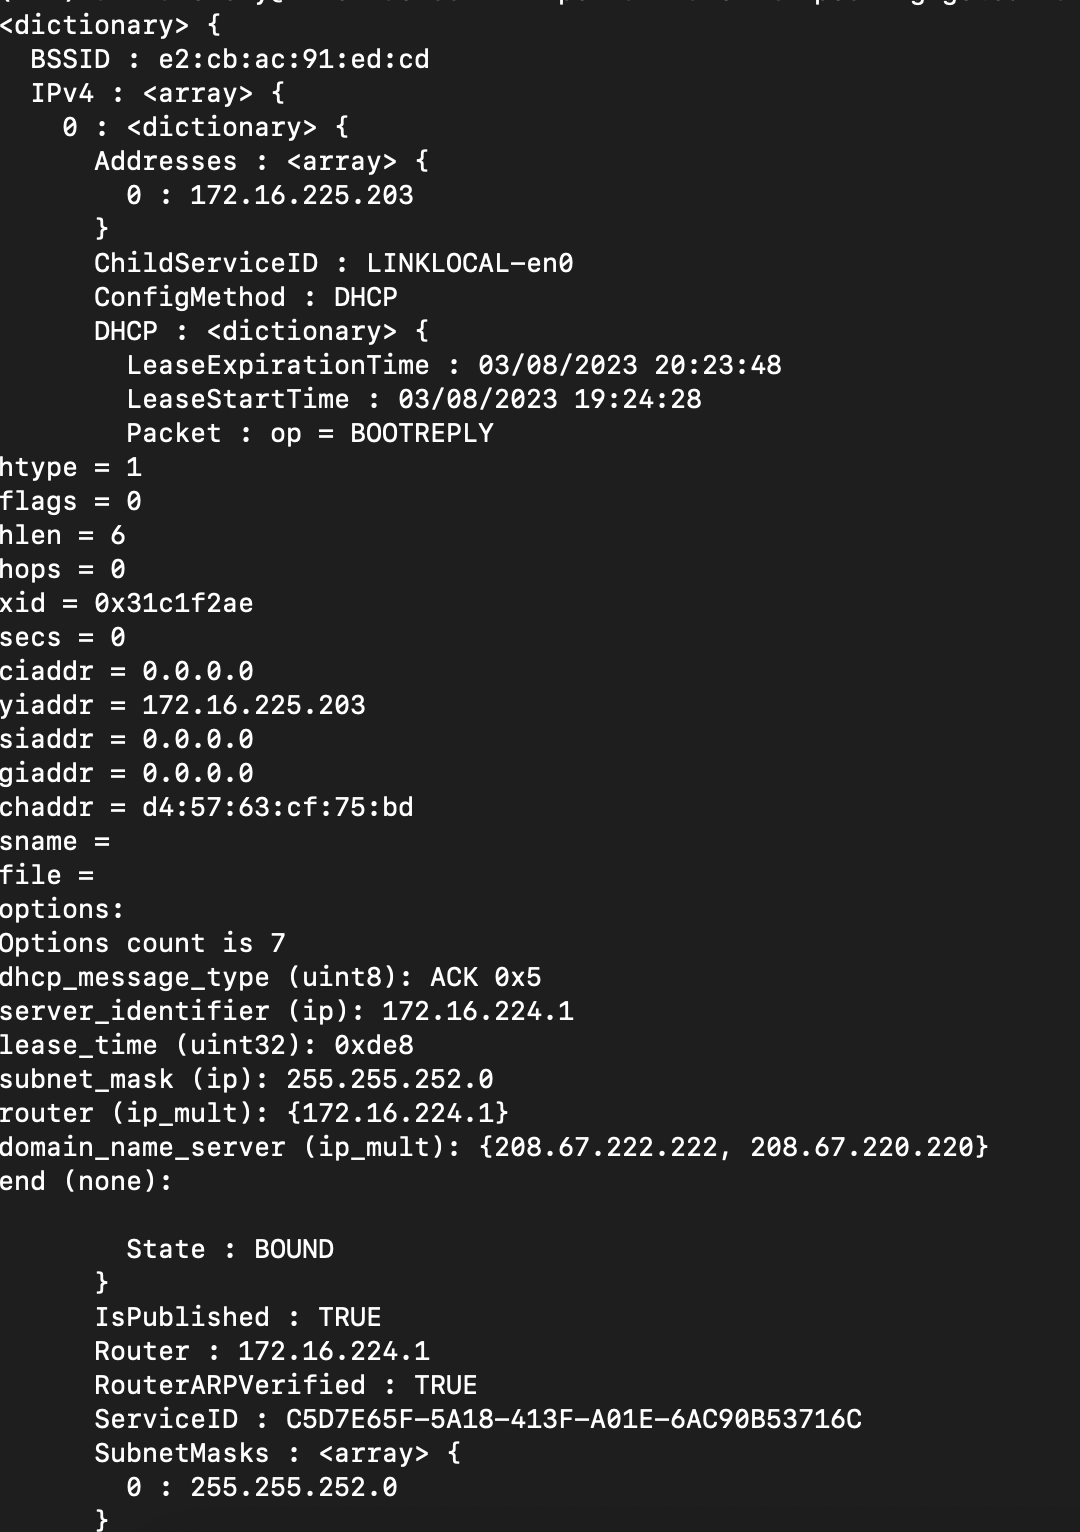 <dictionary> {
  BSSID : e2:cb:ac:91:ed:cd
  IPv4 : <array> {
    0 : <dictionary> {
      Addresses : <array> {
        0 : 172.16.225.203
      }
      ChildServiceID : LINKLOCAL-en0
      ConfigMethod : DHCP
      DHCP : <dictionary> {
        LeaseExpirationTime : 03/08/2023 20:23:48
        LeaseStartTime : 03/08/2023 19:24:28
        Packet : op = BOOTREPLY
htype = 1
flags = 0
hlen = 6
hops = 0
xid = 0x31c1f2ae
secs = 0
ciaddr = 0.0.0.0
yiaddr = 172.16.225.203
siaddr = 0.0.0.0
giaddr = 0.0.0.0
chaddr = d4:57:63:cf:75:bd
sname =
file =
options:
Options count is 7
dhcp_message_type (uint8): ACK 0x5
server_identifier (ip): 172.16.224.1
lease_time (uint32): 0xde8
subnet_mask (ip): 255.255.252.0
router (ip_mult): {172.16.224.1}
domain_name_server (ip_mult): {208.67.222.222, 208.67.220.220}
end (none):

        State : BOUND
      }
      IsPublished : TRUE
      Router : 172.16.224.1
      RouterARPVerified : TRUE
      ServiceID : C5D7E65F-5A18-413F-A01E-6AC90B53716C
      SubnetMasks : <array> {
        0 : 255.255.252.0
      }